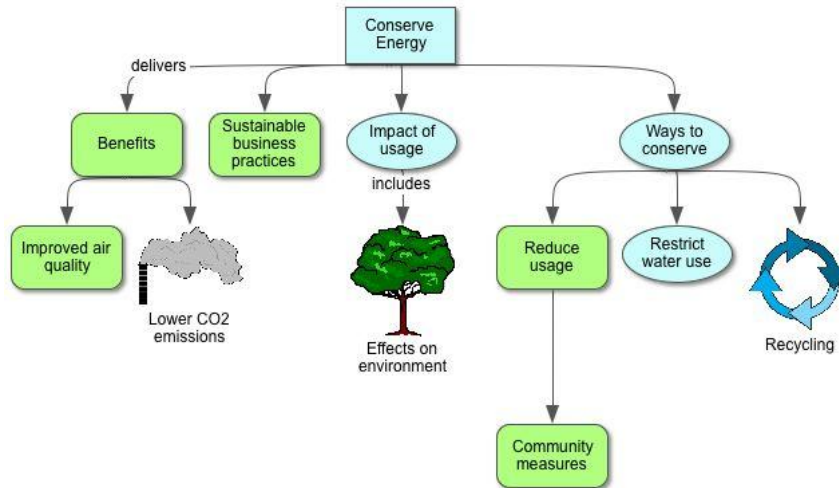 Conserve
Energy
delivers
Benefits
Sustainable
business
practices
Impact of
usage
Ways to
conserve
includes
Improved air
quality
Lower CO2
emissions
Effects on
environment
Reduce
usage
Restrict
water use
Recycling
Community
measures